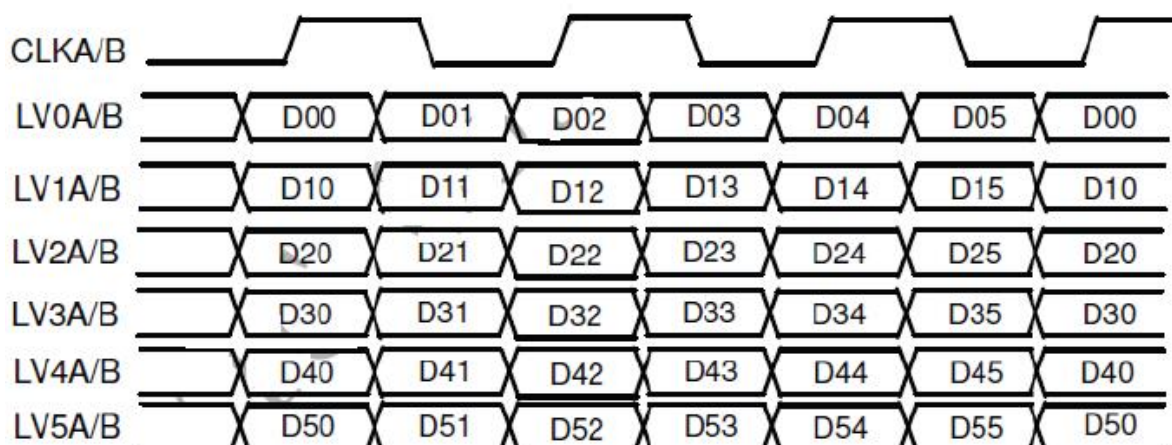 CLKA/B
LV0A/B D00 D01 D02 D03 D04 D05 D00
LV1A/B D10 D11 D12 D13 D14 D15 D10
LV2A/B D20 D21 D22 D23 D24 D25 D20
LV3A/B D30 D31 D32 D33 D34 D35 D30
LV4A/B D40 D41 D42 D43 D44 D45 D40
LV5A/B D50 D51 D52 D53 D54 D55 D50